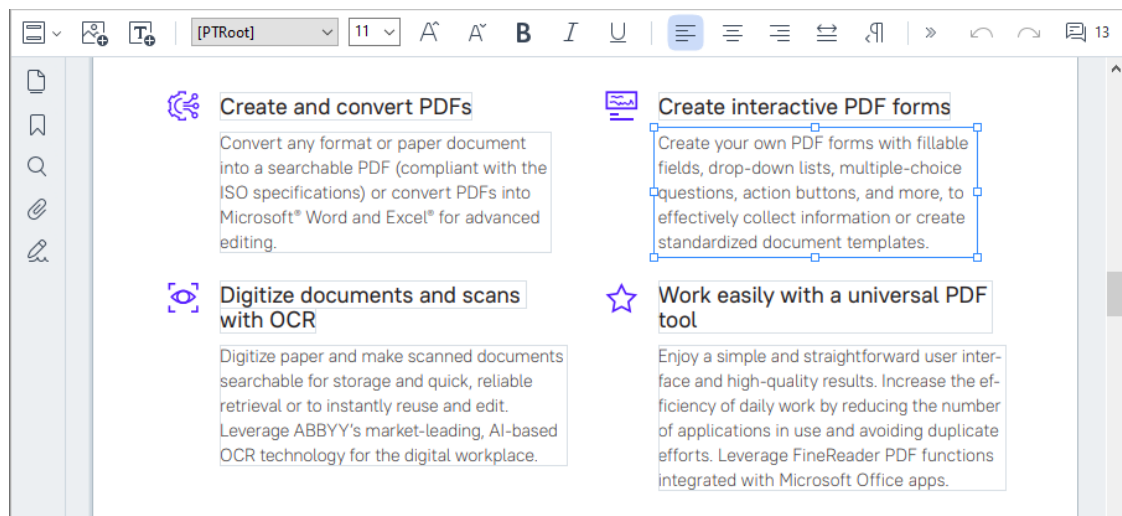 [PTRoot]
11
B
I
U
13
Create and convert PDFs
Convert any format or paper document
into a searchable PDF (compliant with the
ISO specifications) or convert PDFs into
Microsoft® Word and Excel® for advanced
editing.
Create interactive PDF forms
Create your own PDF forms with fillable
fields, drop-down lists, multiple-choice
questions, action buttons, and more, to
effectively collect information or create
standardized document templates.
Digitize documents and scans
with OCR
Digitize paper and make scanned documents
searchable for storage and quick, reliable
retrieval or to instantly reuse and edit.
Leverage ABBYY's market-leading, AI-based
OCR technology for the digital workplace.
Work easily with a universal PDF
tool
Enjoy a simple and straightforward user inter-
face and high-quality results. Increase the ef-
ficiency of daily work by reducing the number
of applications in use and avoiding duplicate
efforts. Leverage FineReader PDF functions
integrated with Microsoft Office apps.